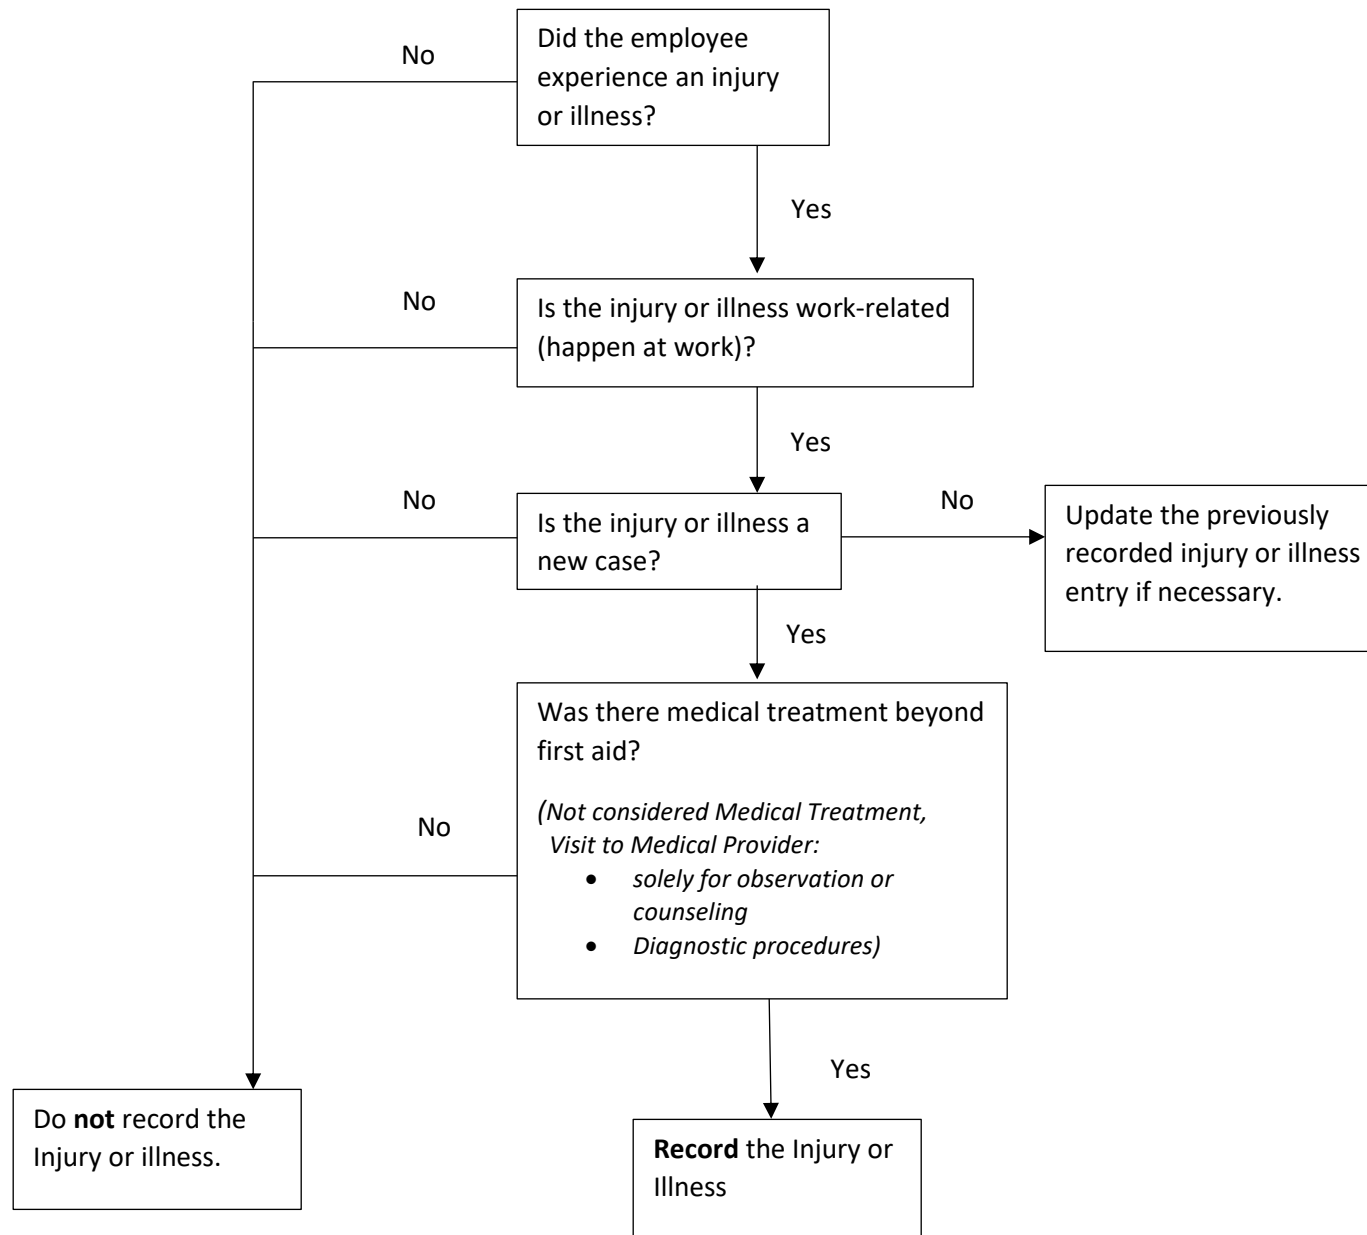 Did the employee
experience an injury
or illness?
No
Yes
Is the injury or illness work-related
(happen at work)?
No
Yes
Is the injury or illness a
new case?
No
No
Update the previously
recorded injury or illness
entry if necessary.
Yes
Was there medical treatment beyond
first aid?
(Not considered Medical Treatment,
Visit to Medical Provider:
• solely for observation or
counseling
• Diagnostic procedures)
No
Yes
Do not record the
Injury or illness.
Record the Injury or
Illness